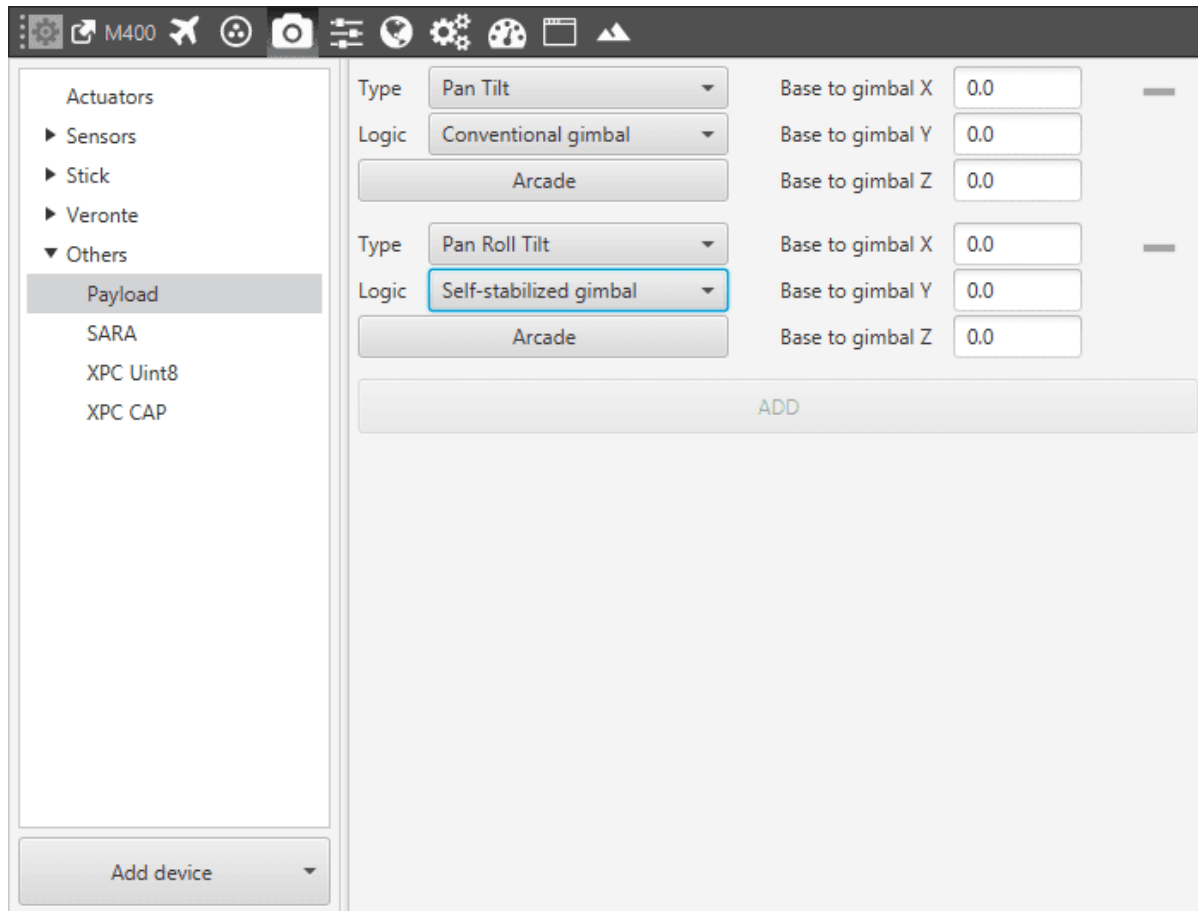 M400
Actuators
Sensors
Stick
Veronte
Others
Payload
SARA
XPC Uint8
XPC CAP
Add device
Type Pan Tilt Base to gimbal X 0.0
Logic Conventional gimbal Base to gimbal Y 0.0
Arcade Base to gimbal Z 0.0
Type Pan Roll Tilt Base to gimbal X 0.0
Logic Self-stabilized gimbal Base to gimbal Y 0.0
Arcade Base to gimbal Z 0.0
ADD